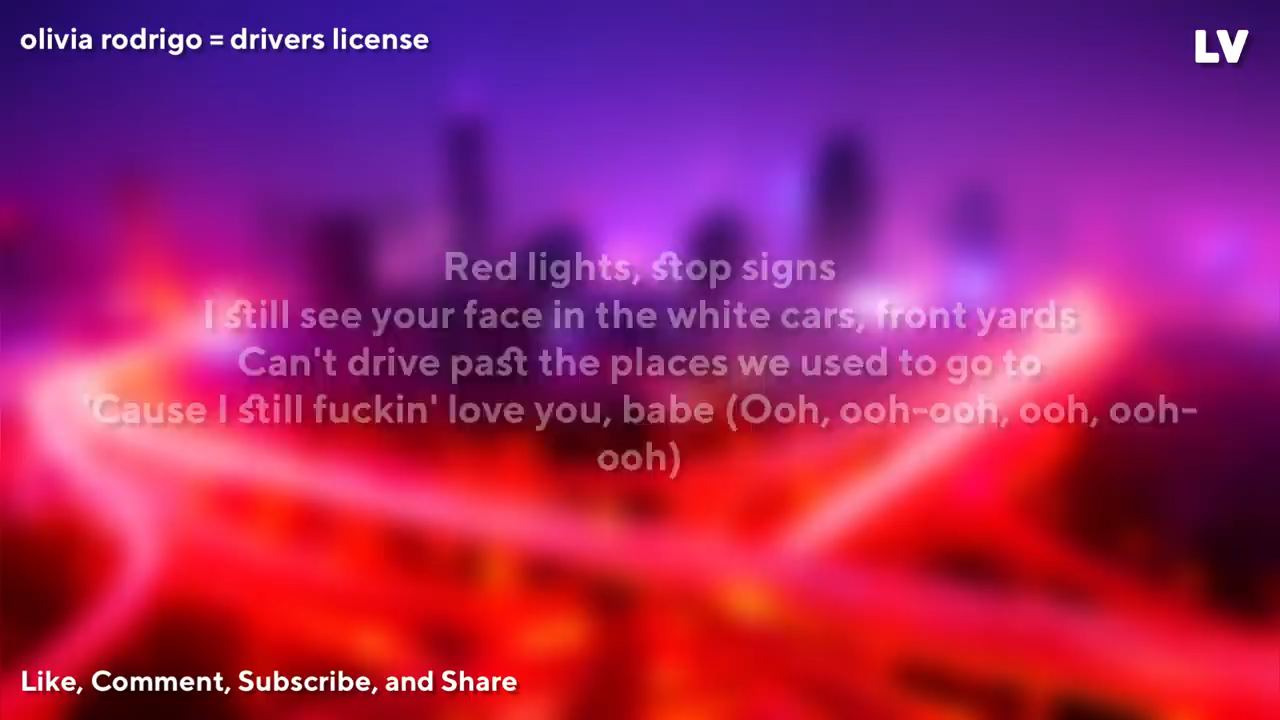 olivia rodrigo = drivers license
LV
Red lights, stop signs
I still see your face in the white cars, front yards
Can't drive past the places we used to go to
'Cause I still fuckin' love you, babe (Ooh, ooh-ooh, ooh, ooh-
ooh)
Like, Comment, Subscribe, and Share